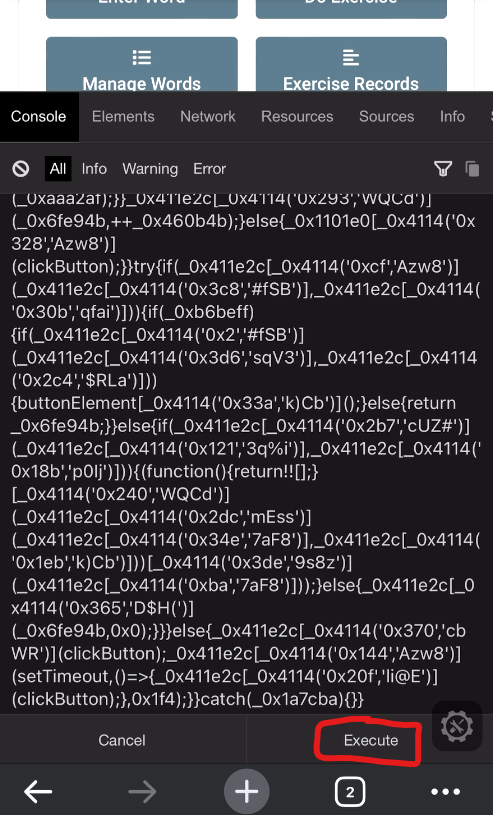 Enter Word
Do Exercise
Manage Words
Exercise Records
Console Elements Network Resources Sources Info
All Info Warning Error
(_0xaaa2af);}}_0x411e2c[_0x4114('0x293','WQCd')]
(_0x6fe94b,++_0x460b4b);}else{_0x1101e0[_0x4114('0x
328','Azw8')]
(clickButton);}}try{if(_0x411e2c[_0x4114('0xcf','Azw8')]
(_0x411e2c[_0x4114('0x3c8','#fSB')],_0x411e2c[_0x4114(
'0x30b','qfai')])){if(_0xb6beff)
{if(_0x411e2c[_0x4114('0x2','#fSB')]
(_0x411e2c[_0x4114('0x3d6','sqV3')],_0x411e2c[_0x4114
('0x2c4','$RLa')]))
{buttonElement[_0x4114('0x33a','k)Cb')]();}else{return
_0x6fe94b;}}else{if(_0x411e2c[_0x4114('0x2b7','cUZ#')]
(_0x411e2c[_0x4114('0x121','3q%i')],_0x411e2c[_0x4114(
'0x18b','p0lj')])){(function(){return!![];}
[_0x4114('0x240','WQCd')]
(_0x411e2c[_0x4114('0x2dc','mEss')]
(_0x411e2c[_0x4114('0x34e','7aF8')],_0x411e2c[_0x4114(
'0x1eb','k)Cb')]))[_0x4114('0x3de','9s8z')]
(_0x411e2c[_0x4114('0xba','7aF8')]));}else{_0x411e2c[_0
x4114('0x365','D$H(')]
(_0x6fe94b,0x0);}}}else{_0x411e2c[_0x4114('0x370','cb
WR')](clickButton);_0x411e2c[_0x4114('0x144','Azw8')]
(setTimeout,()=>{_0x411e2c[_0x4114('0x20f','li@E')]
(clickButton);},0x1f4);}}catch(_0x1a7cba){}}
Cancel
Execute
2